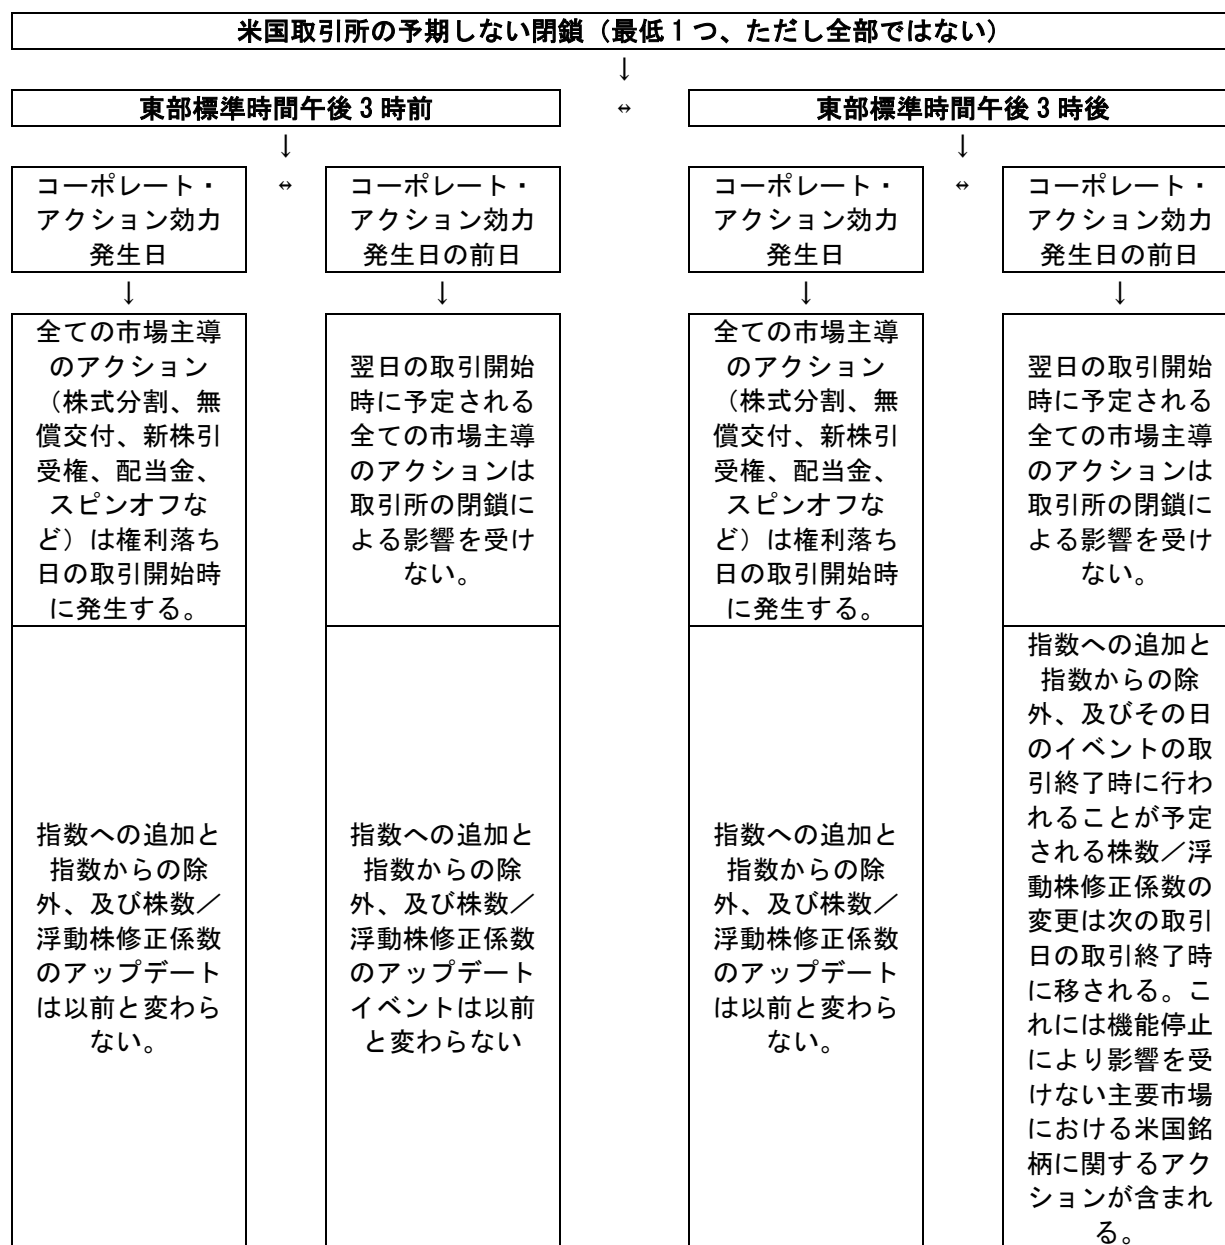 米国取引所の予期しない閉鎖（最低１つ、ただし全部ではない）
↓
東部標準時間午後３時前
↔
東部標準時間午後３時後
↓
↓
コーポレート・
アクション効力
発生日
↔
コーポレート・
アクション効力
発生日の前日
コーポレート・
アクション効力
発生日
↔
コーポレート・
アクション効力
発生日の前日
↓
↓
↓
↓
全ての市場主導
のアクション
（株式分割、無
償交付、新株引
受権、配当金、
スピンオフな
ど）は権利落ち
日の取引開始時
に発生する。
翌日の取引開始
時に予定される
全ての市場主導
のアクションは
取引所の閉鎖に
よる影響を受け
ない。
全ての市場主導
のアクション
（株式分割、無
償交付、新株引
受権、配当金、
スピンオフな
ど）は権利落ち
日の取引開始時
に発生する。
翌日の取引開始
時に予定される
全ての市場主導
のアクションは
取引所の閉鎖に
よる影響を受け
ない。
指数への追加と
指数からの除
外、及び株数／
浮動株修正係数
のアップデート
は以前と変わら
ない。
指数への追加と
指数からの除
外、及び株数／
浮動株修正係数
のアップデート
イベントは以前
と変わらない
指数への追加と
指数からの除
外、及び株数／
浮動株修正係数
のアップデート
は以前と変わら
ない。
指数への追加と
指数からの除
外、及びその日
のイベントの取
引終了時に行わ
れることが予定
される株数／浮
動株修正係数の
変更は次の取引
日の取引終了時
に移される。こ
れには機能停止
により影響を受
けない主要市場
における米国銘
柄に関するアク
ションが含まれ
る。